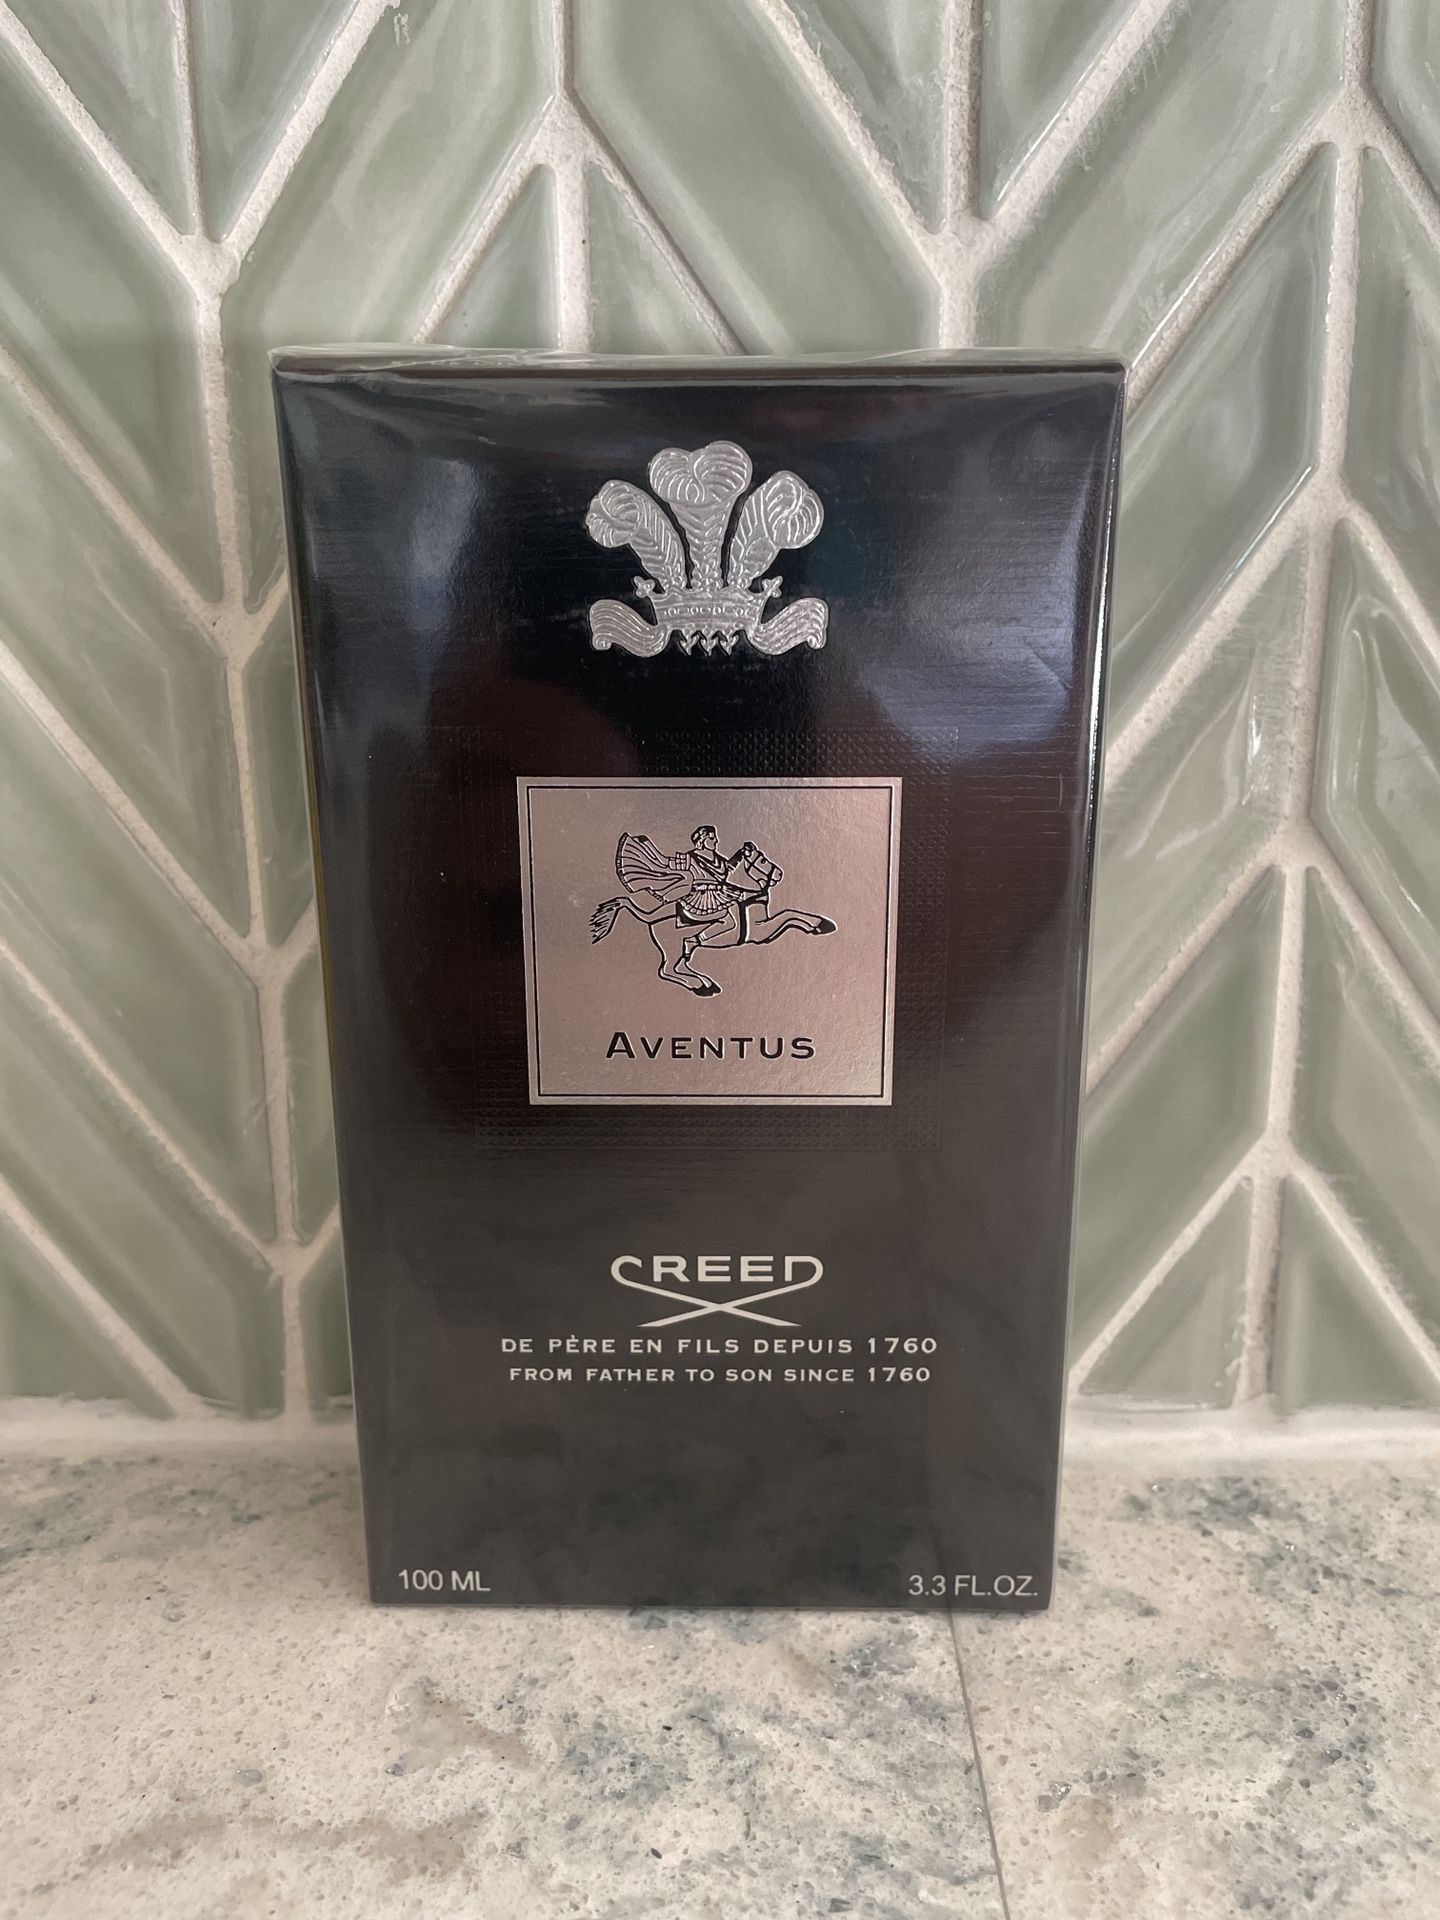 AVENTUS
CREED
DE PÈRE EN FILS DEPUIS 1760
FROM FATHER TO SON SINCE 1760
100 ML 3.3 FL.OZ.